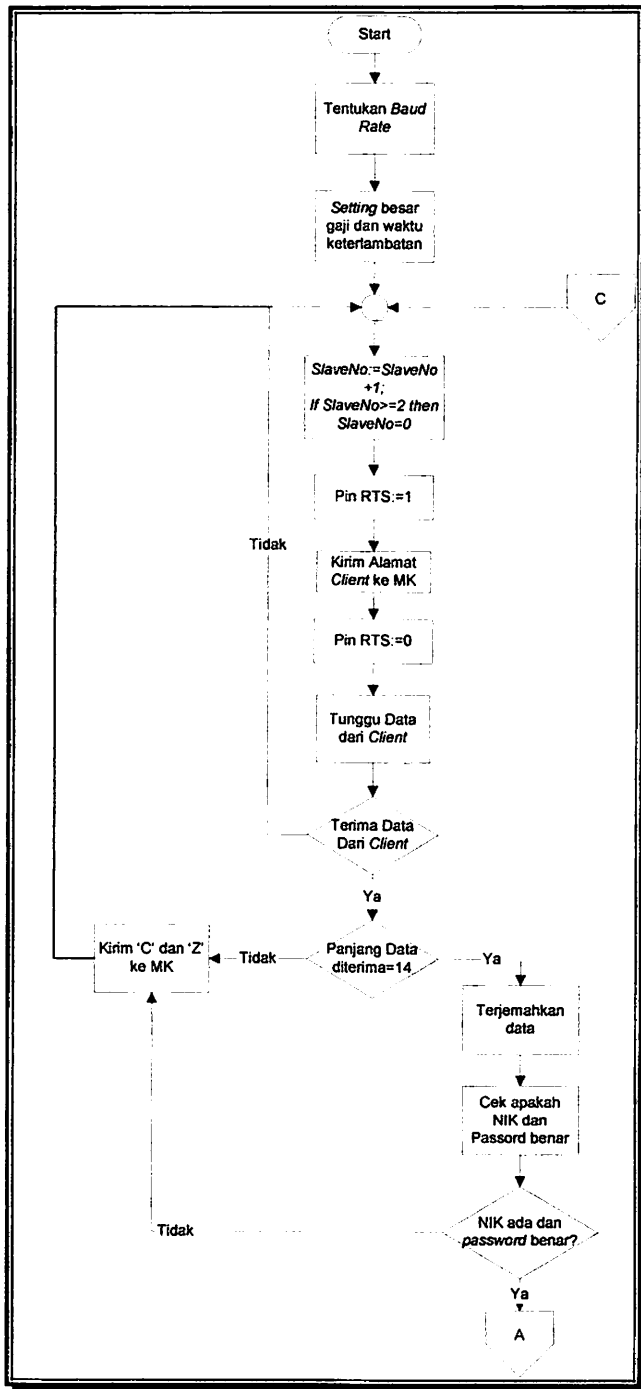 Start
Tentukan Baud
Rate
Setting besar
gaji dan waktu
keterlambatan
C
SlaveNo:=SlaveNo
+1;
If SlaveNo>=2 then
SlaveNo=0
Pin RTS:=1
Tidak
Kirim Alamat
Client ke MK
Pin RTS:=0
Tunggu Data
dari Client
Terima Data
Dari Client
Ya
Kirim 'C' dan 'Z'
ke MK
Tidak
Panjang Data
diterima=14
Ya
Terjemahkan
data
Cek apakah
NIK dan
Passord benar
Tidak
NIK ada dan
password benar?
Ya
A